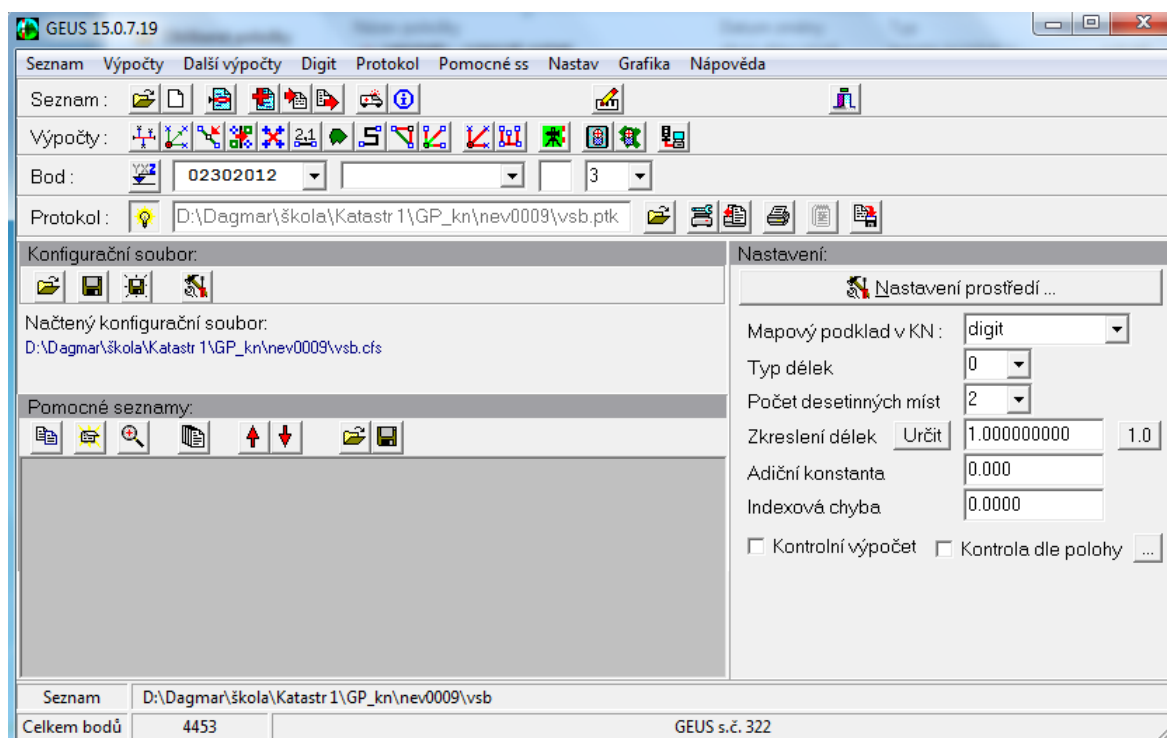 GEUS 15.0.7.19
Seznam Výpočty Další výpočty Digit Protokol Pomocné ss Nastav Grafika Nápověda
Seznam :
Výpočty :
Bod : 02302012 3
Protokol : D:\Dagmar\škola\Katastr 1\GP_kn\nev0009\vsb.ptk
Konfigurační soubor:
Načtený konfigurační soubor:
D:\Dagmar\škola\Katastr 1\GP_kn\nev0009\vsb.cfs
Pomocné seznamy:
Nastavení:
Nastavení prostředí ...
Mapový podklad v KN : digit
Typ délek 0
Počet desetinných míst 2
Zkreslení délek Určit 1.000000000 1.0
Adiční konstanta 0.000
Indexová chyba 0.0000
Kontrolní výpočet Kontrola dle polohy ...
Seznam D:\Dagmar\škola\Katastr 1\GP_kn\nev0009\vsb
Celkem bodů 4453 GEUS s.č. 322